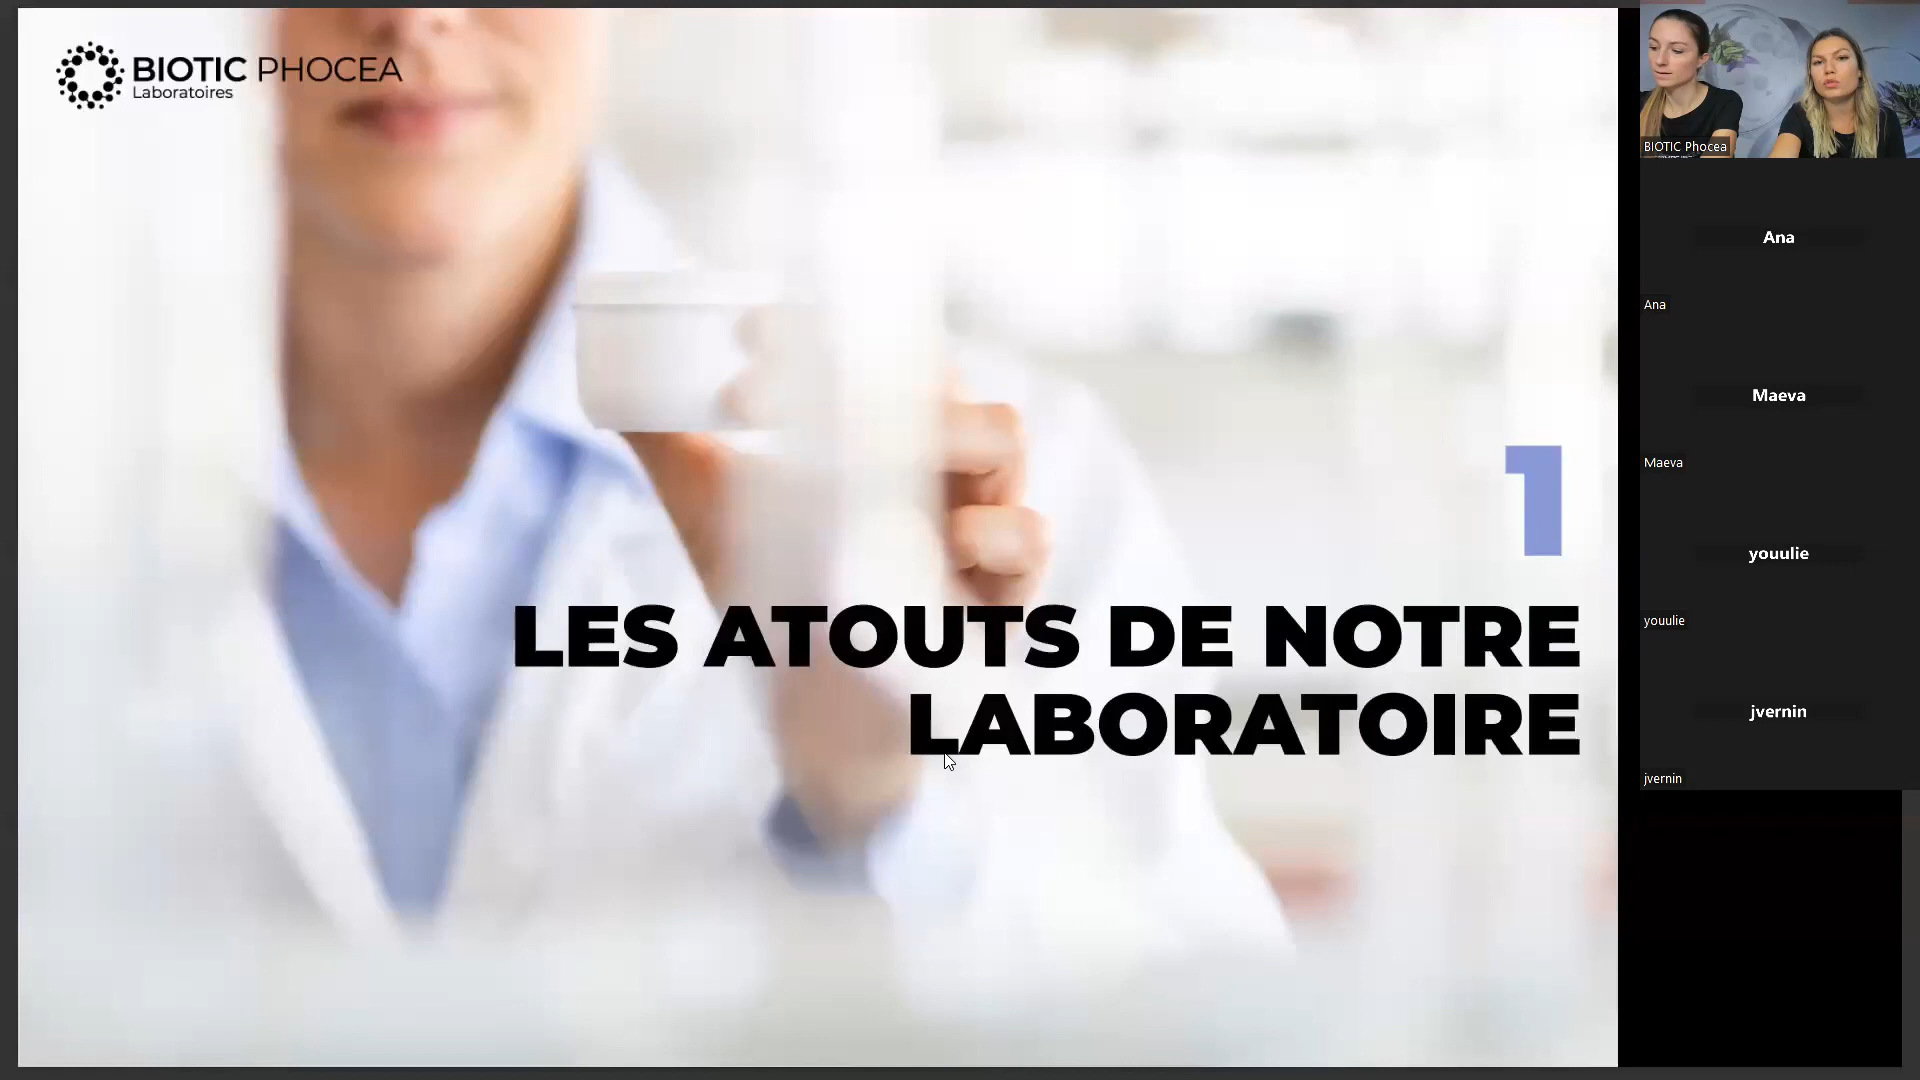 BIOTIC PHOCEA
Laboratoires
1
LES ATOUTS DE NOTRE
LABORATOIRE
BIOTIC Phocea
Ana
Ana
Maeva
Maeva
youulie
youulie
jvernin
jvernin